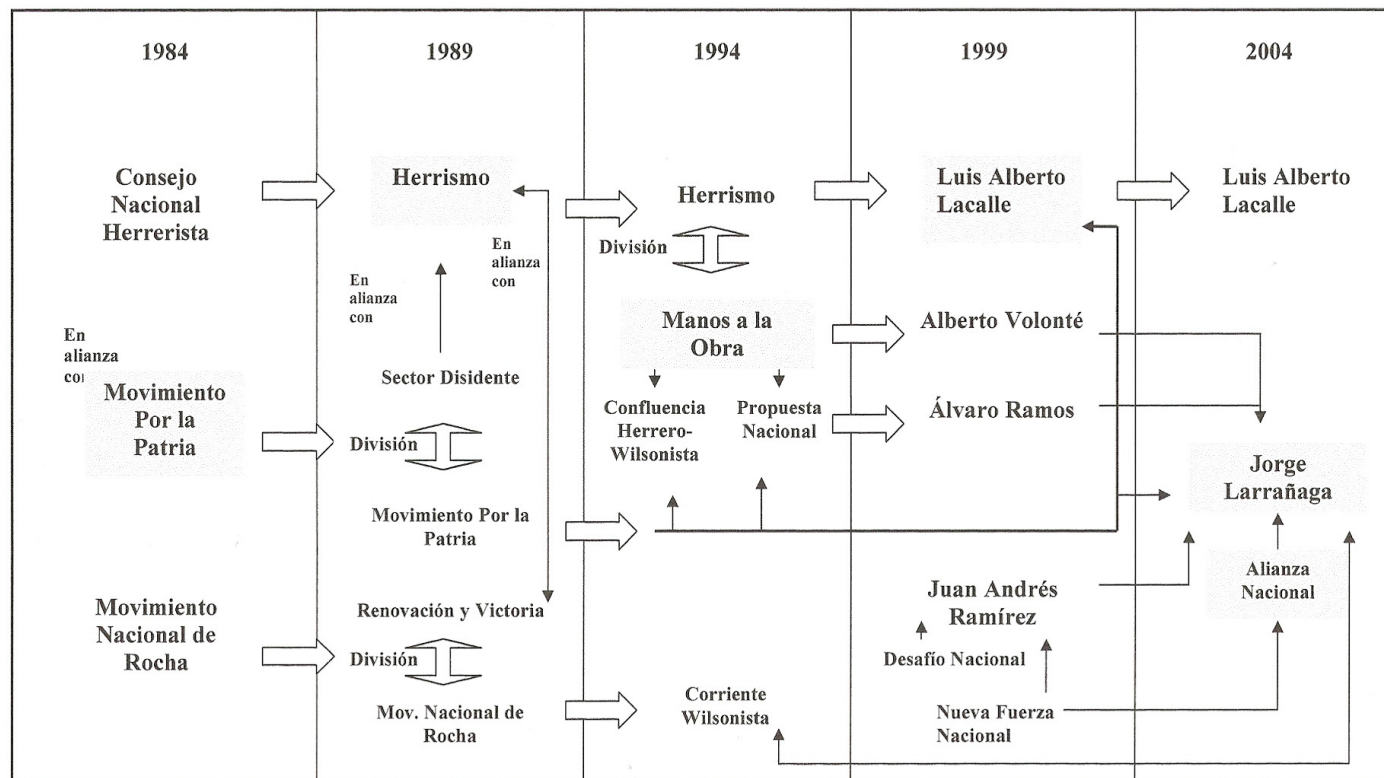 1984
1989
1994
1999
2004
Consejo
Nacional
Herrerista
En
alianza
con
Movimiento
Por la
Patria
Movimiento
Nacional de
Rocha
Herrismo
En
alianza
con
En
alianza
con
Sector Disidente
División
Movimiento Por la
Patria
Renovación y Victoria
División
Mov. Nacional de
Rocha
Herrismo
División
Manos a la
Obra
Confluencia
Herrero-
Wilsonista
Propuesta
Nacional
Corriente
Wilsonista
Luis Alberto
Lacalle
Alberto Volonté
Álvaro Ramos
Juan Andrés
Ramírez
Desafío Nacional
Nueva Fuerza
Nacional
Luis Alberto
Lacalle
Jorge
Larrañaga
Alianza
Nacional